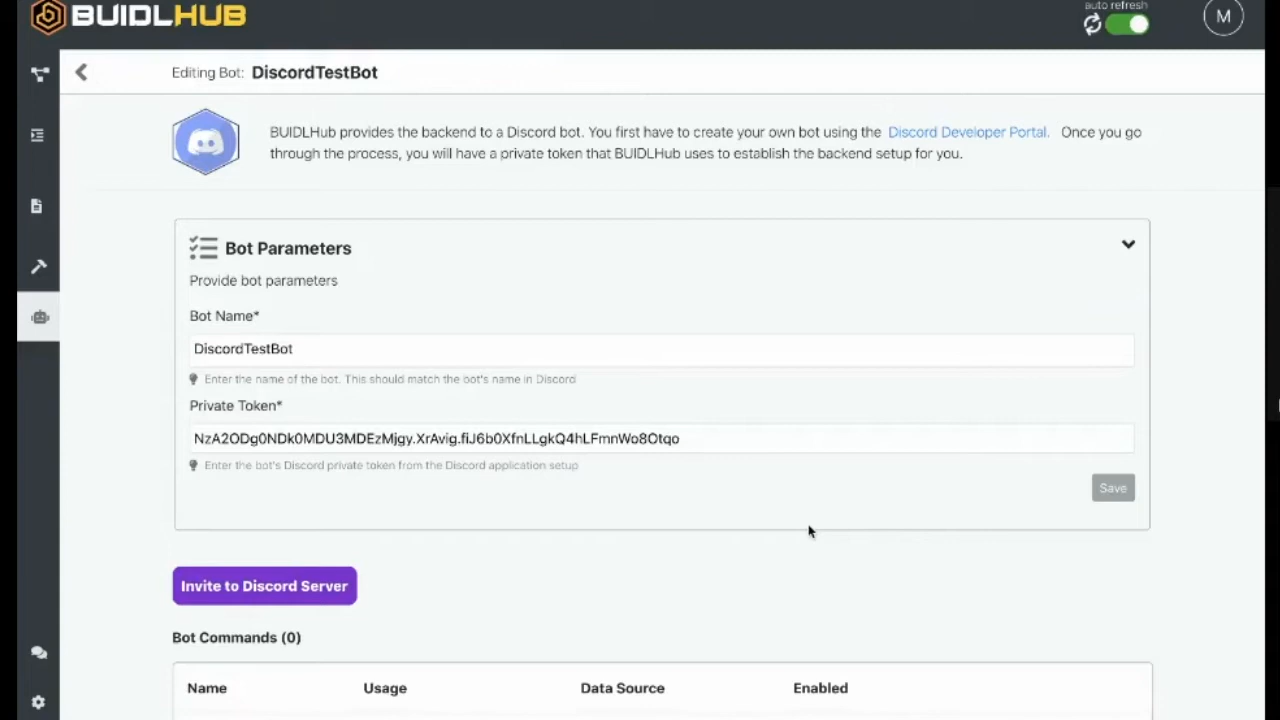 BUIDLHUB
auto refresh
M
Editing Bot: DiscordTestBot
BUIDLHub provides the backend to a Discord bot. You first have to create your own bot using the Discord Developer Portal. Once you go
through the process, you will have a private token that BUIDLHub uses to establish the backend setup for you.
Bot Parameters
Provide bot parameters
Bot Name*
DiscordTestBot
Enter the name of the bot. This should match the bot's name in Discord
Private Token*
NzA2ODg0NDk0MDU3MDEzMjgy.XrAvig.fiJ6b0XfnLLgkQ4hLFmnWo8Otqo
Enter the bot's Discord private token from the Discord application setup
Save
Invite to Discord Server
Bot Commands (0)
Name Usage Data Source Enabled